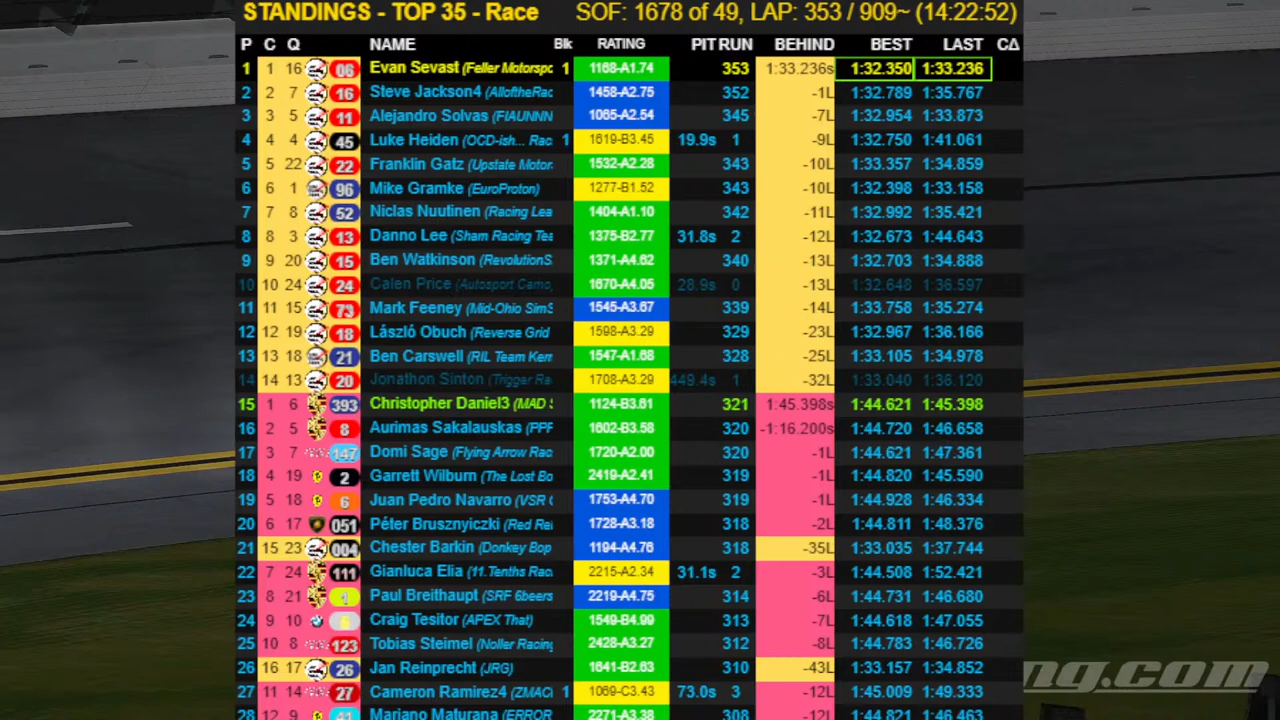 STANDINGS - TOP 35 - Race SOF: 1678 of 49, LAP: 353 / 909~ (14:22:52)
P C Q NAME Blk RATING PIT RUN BEHIND BEST LAST CΔ
1 1 16 06 Evan Sevast (Feller Motorspo 1 1168-A1.74 353 1:33.236s 1:32.350 1:33.236
2 2 7 16 Steve Jackson4 (AlloftheRac 1458-A2.75 352 -1L 1:32.789 1:35.767
3 3 5 11 Alejandro Solvas (FIAUNNN 1065-A2.54 345 -7L 1:32.954 1:33.873
4 4 4 45 Luke Heiden (OCD-ish... Rac 1 1619-B3.45 19.9s 1 -9L 1:32.750 1:41.061
5 5 22 22 Franklin Gatz (Upstate Motor 1532-A2.28 343 -10L 1:33.357 1:34.859
6 6 1 96 Mike Gramke (EuroProton) 1277-B1.52 343 -10L 1:32.398 1:33.158
7 7 8 52 Niclas Nuutinen (Racing Lea 1404-A1.10 342 -11L 1:32.992 1:35.421
8 8 3 13 Danno Lee (Sham Racing Tea 1375-B2.77 31.8s 2 -12L 1:32.673 1:44.643
9 9 20 15 Ben Watkinson (RevolutionS 1371-A4.62 340 -13L 1:32.703 1:34.888
10 10 24 24 Calen Price (Autosport Camo, 1670-A4.05 28.9s 0 -13L 1:32.648 1:36.597
11 11 15 73 Mark Feeney (Mid-Ohio SimS 1545-A3.67 339 -14L 1:33.758 1:35.274
12 12 19 18 László Obuch (Reverse Grid 1598-A3.29 329 -23L 1:32.967 1:36.166
13 13 18 21 Ben Carswell (RIL Team Kerr 1547-A1.68 328 -25L 1:33.105 1:34.978
14 14 13 20 Jonathon Sinton (Trigger Ra 1708-A3.29 449.4s 1 -32L 1:33.040 1:36.120
15 1 6 393 Christopher Daniel3 (MAD S 1124-B3.61 321 1:45.398s 1:44.621 1:45.398
16 2 5 8 Aurimas Sakalauskas (PPF 1602-B3.58 320 -1:16.200s 1:44.720 1:46.658
17 3 7 147 Domi Sage (Flying Arrow Rac 1720-A2.00 320 -1L 1:44.621 1:47.361
18 4 19 2 Garrett Wilburn (The Lost Bo 2419-A2.41 319 -1L 1:44.820 1:45.590
19 5 18 6 Juan Pedro Navarro (VSR C 1753-A4.70 319 -1L 1:44.928 1:46.334
20 6 17 051 Péter Brusznyiczki (Red Rei 1728-A3.18 318 -2L 1:44.811 1:48.376
21 15 23 004 Chester Barkin (Donkey Bop 1194-A4.76 318 -35L 1:33.035 1:37.744
22 7 24 111 Gianluca Elia (11.Tenths Rac 2215-A2.34 31.1s 2 -3L 1:44.508 1:52.421
23 8 21 1 Paul Breithaupt (SRF 6beers 2219-A4.75 314 -6L 1:44.731 1:46.680
24 9 10 Craig Tesitor (APEX That) 1549-B4.99 313 -7L 1:44.618 1:47.055
25 10 8 123 Tobias Steimel (Noller Racing 2428-A3.27 312 -8L 1:44.783 1:46.726
26 16 17 26 Jan Reinprecht (JRG) 1641-B2.63 310 -43L 1:33.157 1:34.852
27 11 14 27 Cameron Ramirez4 (ZMAC 1 1069-C3.43 73.0s 3 -12L 1:45.009 1:49.333
28 12 9 41 Mariano Maturana (ERROR 2271-A3.38 308 -12L 1:44.803 1:46.463
ng.com